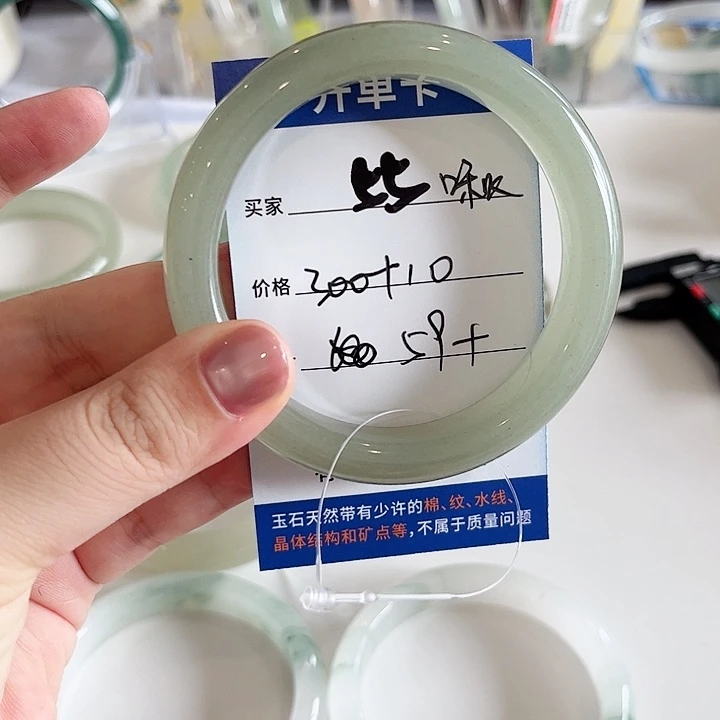 开单卡
买家
价格 300+10
59+
玉石天然带有少许的棉、纹、水线、
晶体结构和矿点等,不属于质量问题